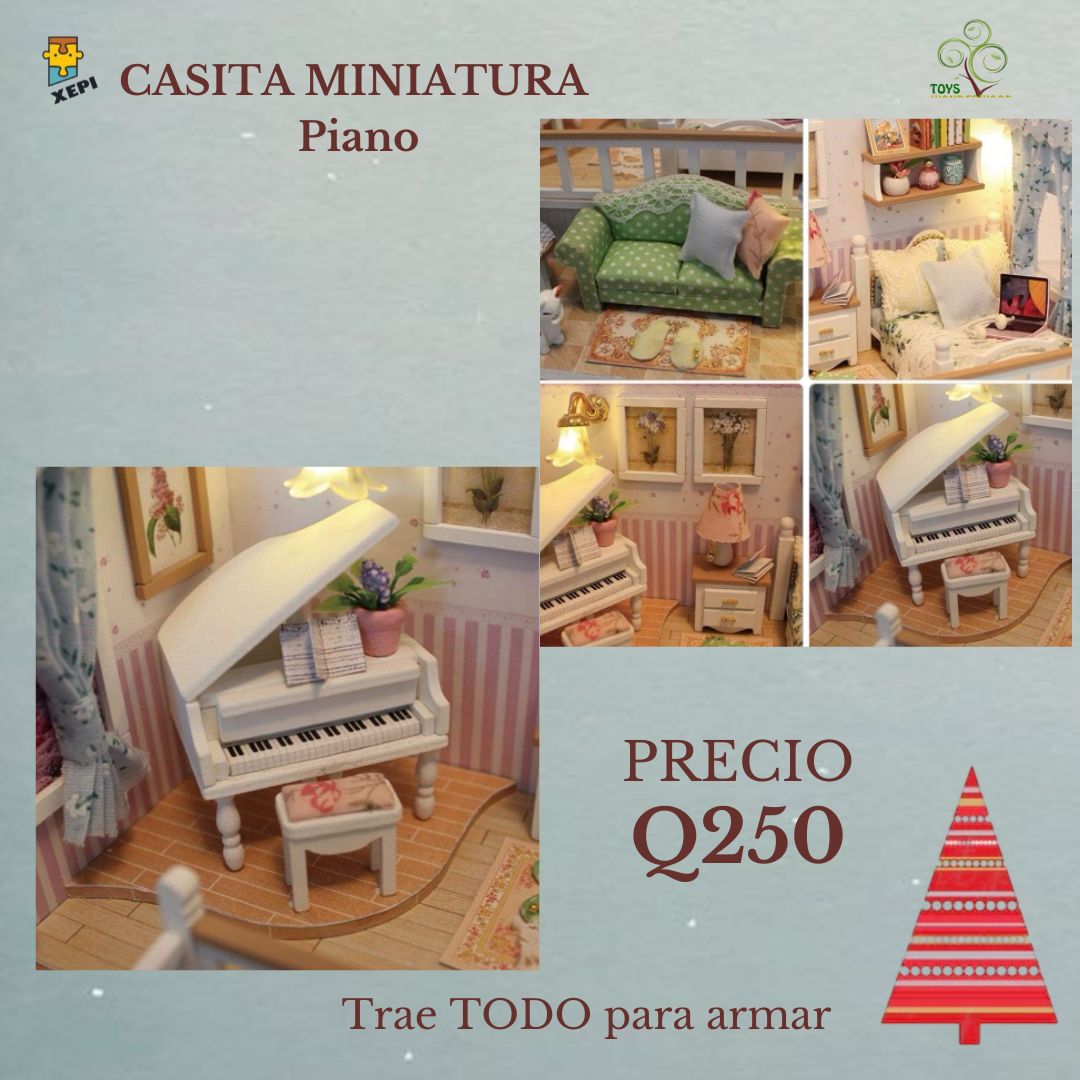 XEPI
CASITA MINIATURA
Piano
TOYS
PRECIO
Q250
Trae TODO para armar